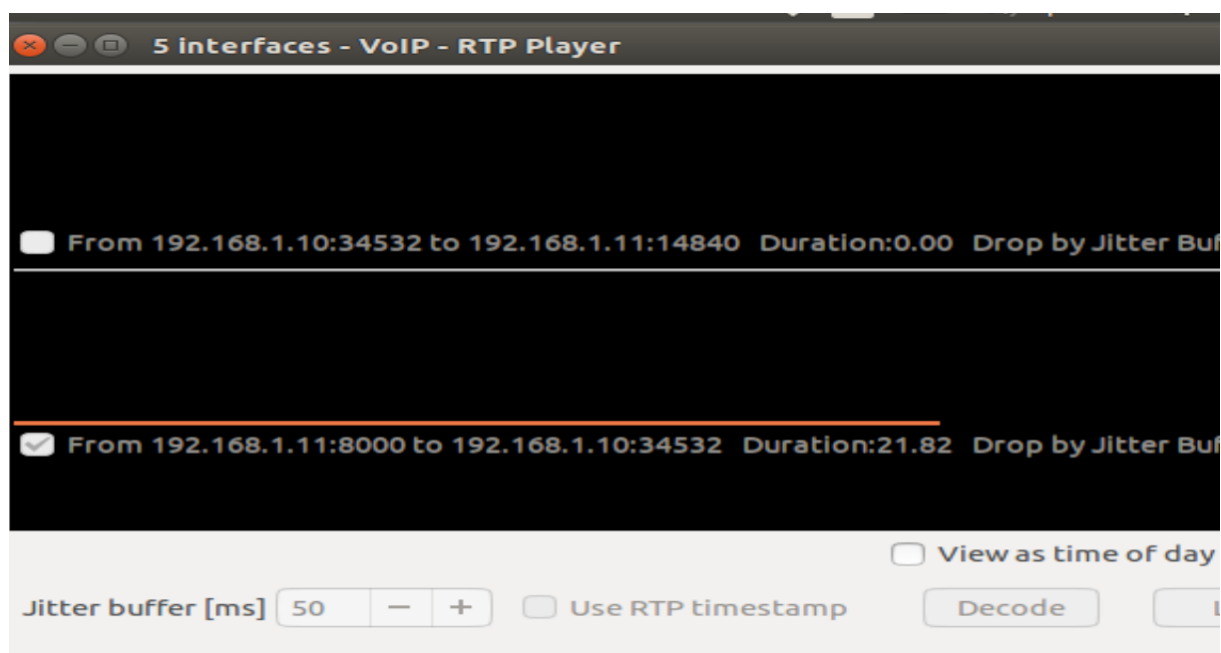 5 interfaces - VoIP - RTP Player
From 192.168.1.10:34532 to 192.168.1.11:14840 Duration:0.00 Drop by Jitter
From 192.168.1.11:8000 to 192.168.1.10:34532 Duration:21.82 Drop by Jitter
View as time of day
Jitter buffer [ms] 50 − + Use RTP timestamp Decode